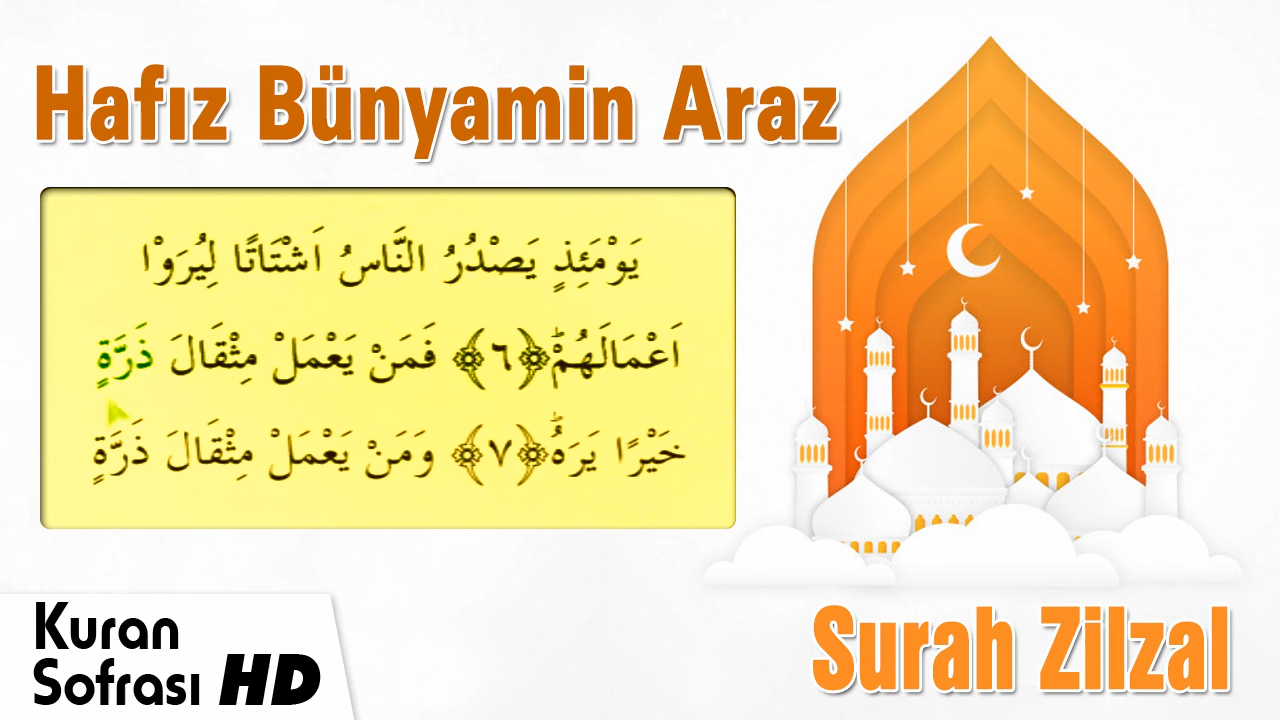 Hafız Bünyamin Araz
يَوْمَئِذٍ يَصْدُرُ النَّاسُ اَشْتَاتًا لِيُرَوْا
اَعْمَالَهُمْۜ ﴿٦﴾ فَمَنْ يَعْمَلْ مِثْقَالَ ذَرَّةٍ
خَيْرًا يَرَهُۜ ﴿٧﴾ وَمَنْ يَعْمَلْ مِثْقَالَ ذَرَّةٍ
Kuran
Sofrası HD
Surah Zilzal